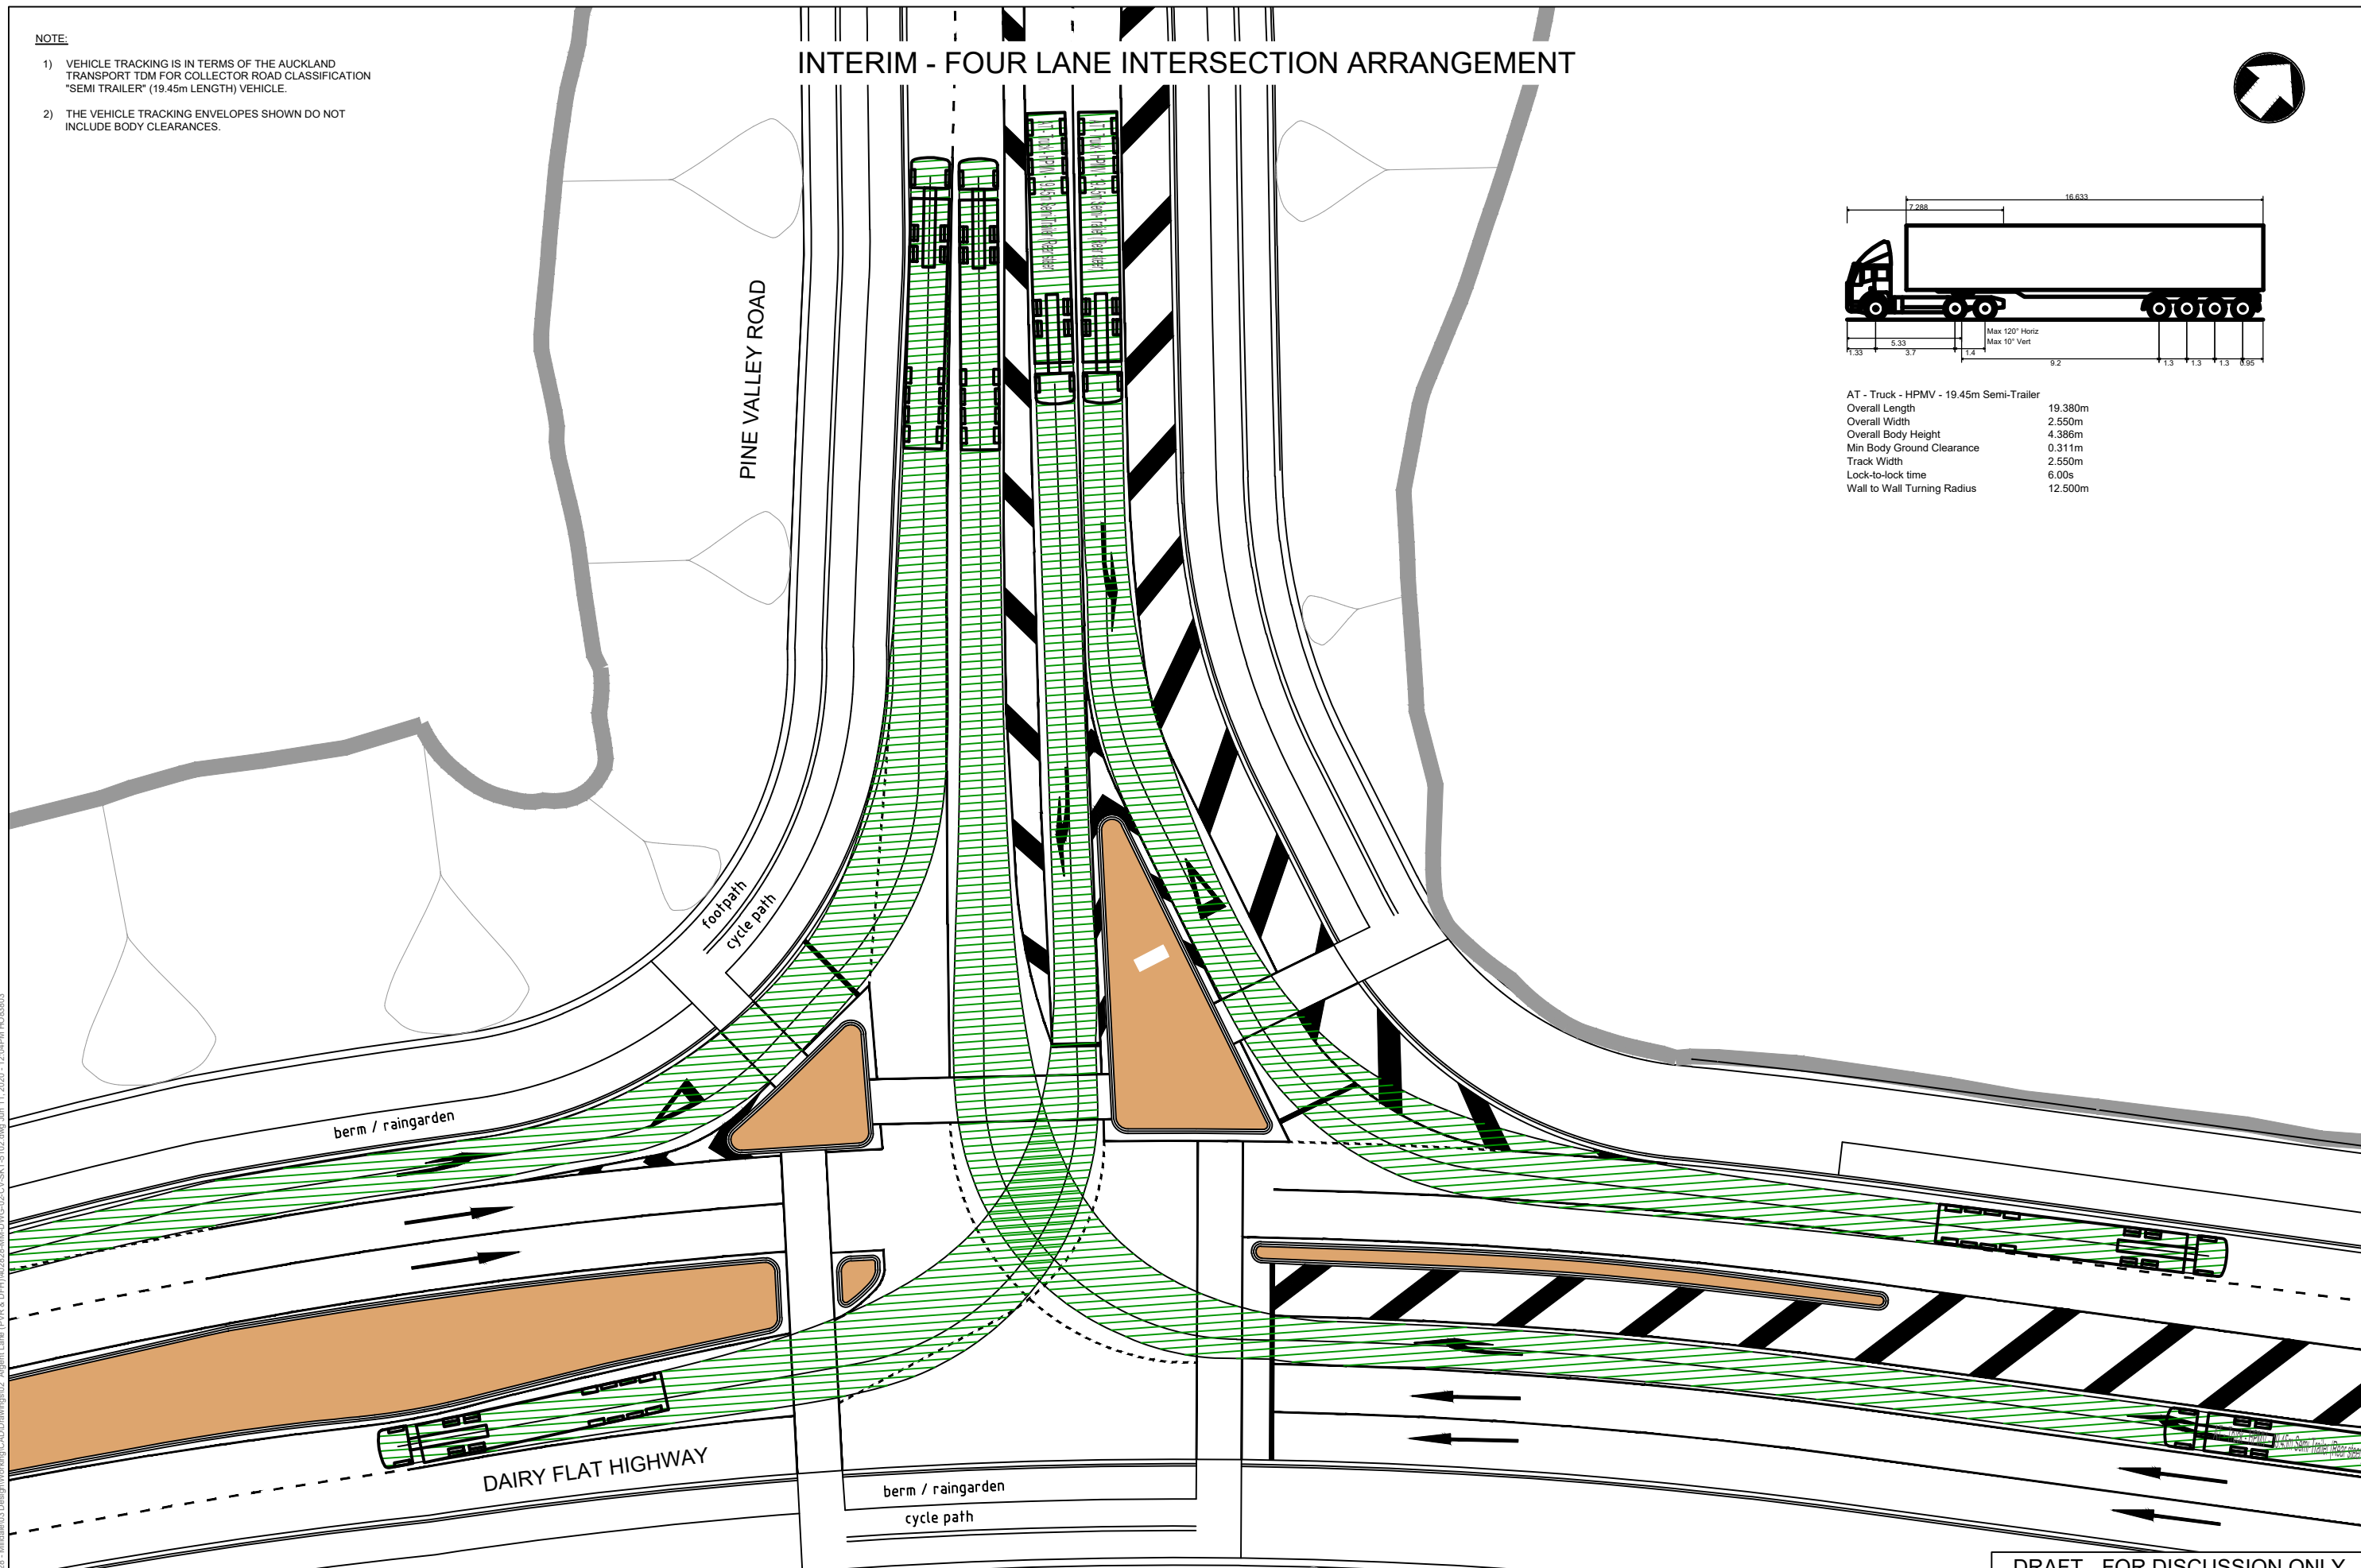 NOTE:
1) VEHICLE TRACKING IS IN TERMS OF THE AUCKLAND
TRANSPORT TDM FOR COLLECTOR ROAD CLASSIFICATION
"SEMI TRAILER" (19.45m LENGTH) VEHICLE.
2) THE VEHICLE TRACKING ENVELOPES SHOWN DO NOT
INCLUDE BODY CLEARANCES.
INTERIM - FOUR LANE INTERSECTION ARRANGEMENT
16.633
7.288
Max 120° Horiz
Max 10° Vert
5.33
1.33
3.7
1.4
9.2
1.3
1.3
1.3
0.95
AT - Truck - HPMV - 19.45m Semi-Trailer
Overall Length 19.380m
Overall Width 2.550m
Overall Body Height 4.386m
Min Body Ground Clearance 0.311m
Track Width 2.550m
Lock-to-lock time 6.00s
Wall to Wall Turning Radius 12.500m
PINE VALLEY ROAD
footpath
cycle path
berm / raingarden
DAIRY FLAT HIGHWAY
berm / raingarden
cycle path
DRAFT - FOR DISCUSSION ONLY